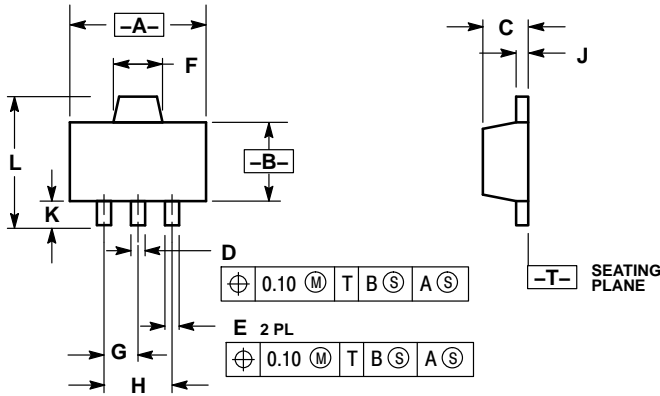 –A–
C
F
J
L
–B–
K
D
–T– SEATING PLANE
⌖ 0.10 Ⓜ T B Ⓢ A Ⓢ
E 2 PL
G
⌖ 0.10 Ⓜ T B Ⓢ A Ⓢ
H